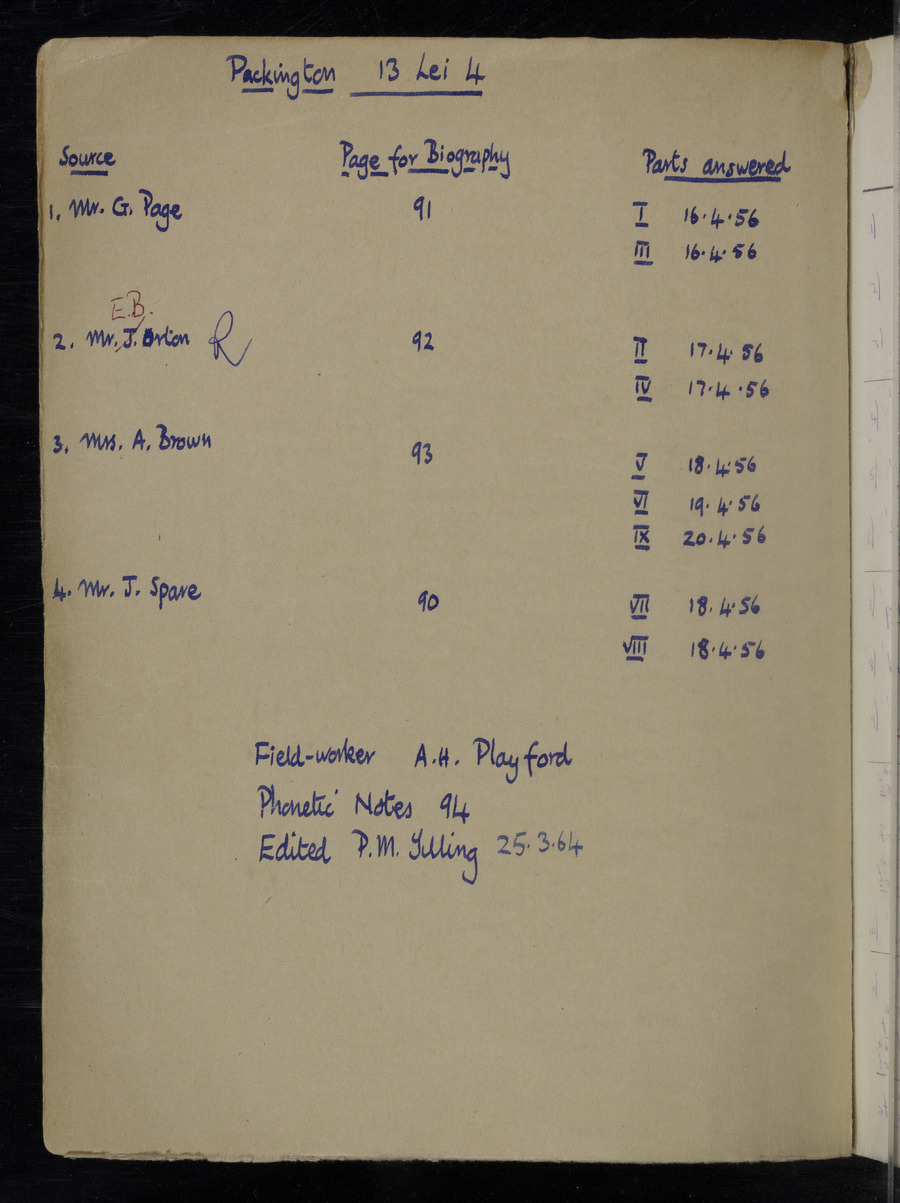 Packington 13 Lei 4
Source Page for Biography Parts answered
1. Mr. G. Page 91 I 16.4.56
III 16.4.56
E.B.
2. Mr. J. Orton R 92 II 17.4.56
IV 17.4.56
3. Mrs. A. Brown 93 V 18.4.56
VI 19.4.56
IX 20.4.56
4. Mr. J. Spare 90 VII 18.4.56
VIII 18.4.56
Field-worker A.H. Playford
Phonetic Notes 94
Edited P.M. Tilling 25.3.64